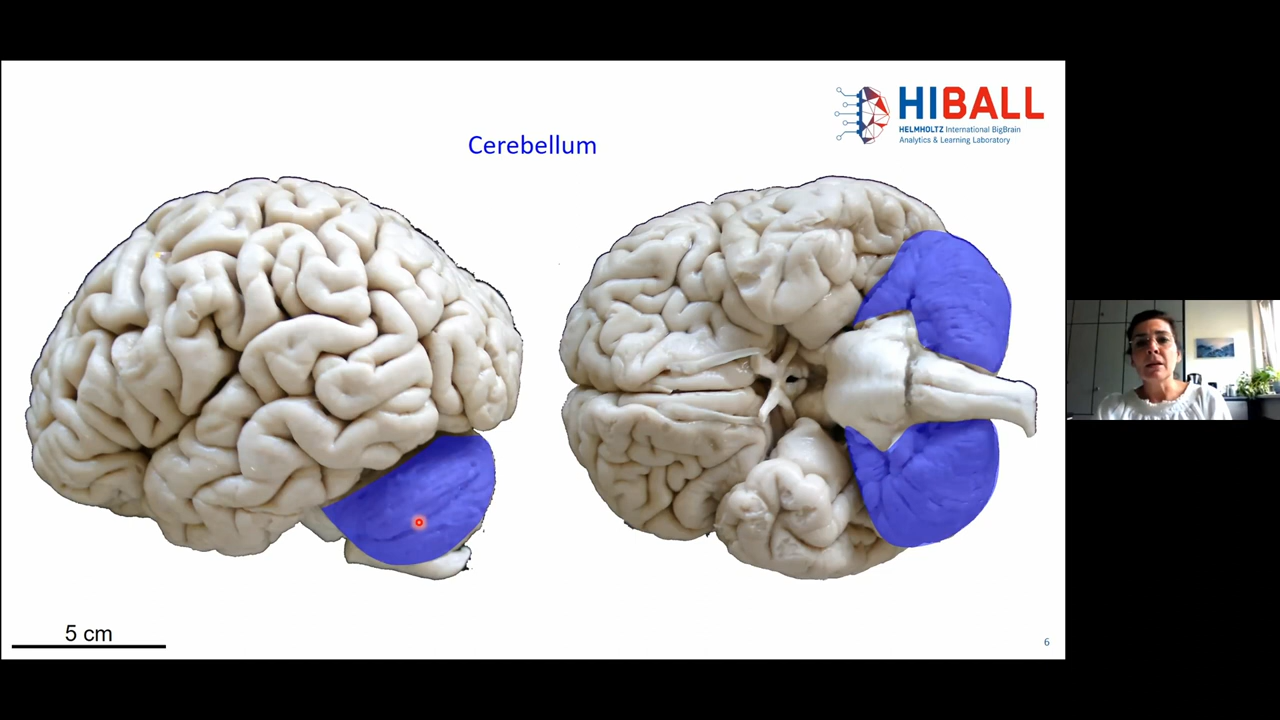 HIBALL
HELMHOLTZ International BigBrain
Analytics & Learning Laboratory
Cerebellum
5 cm
6